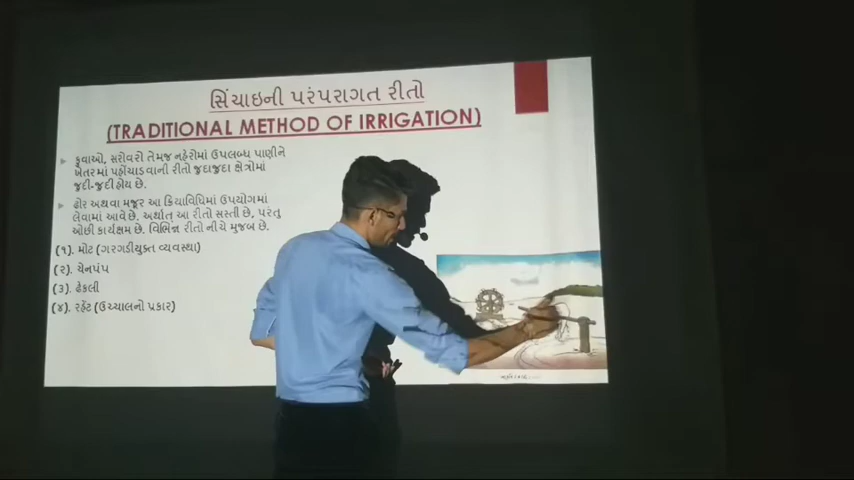 સિંચાઇની પરંપરાગત રીતો
(TRADITIONAL METHOD OF IRRIGATION)
કૂવાઓ, સરોવરો તેમજ નહેરોમાં ઉપલબ્ધ પાણીને
ખેતરમાં પહોંચાડવાની રીતો જુદાજુદા ક્ષેત્રોમાં
જુદી-જુદી હોય છે.
ઢોર અથવા મજૂર આ ક્રિયાવિધિમાં ઉપયોગમાં
લેવામાં આવે છે. અર્થાત આ રીતો સસ્તી છે, પરંતુ
ઓછી કાર્યક્ષમ છે. વિભિન્ન રીતો નીચે મુજબ છે.
(૧). મોટ (ગરગડીયુક્ત વ્યવસ્થા)
(૨). ચેનપંપ
(૩). ઢેકલી
(૪). રહેંટ (ઉચ્ચાલનો પ્રકાર)